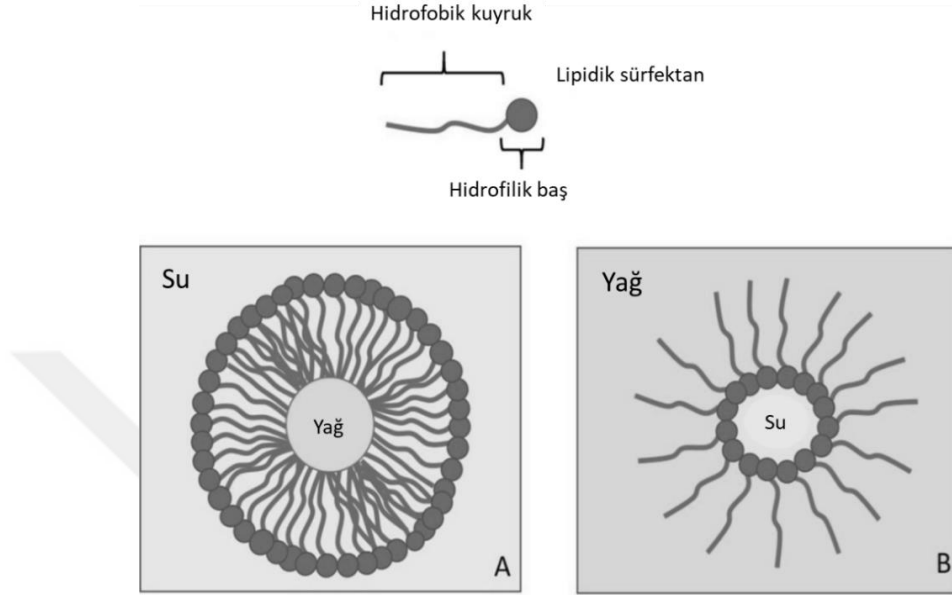 Hidrofobik kuyruk
Lipidik sürfektan
Hidrofilik baş
Su
Yağ
A
Yağ
Su
B